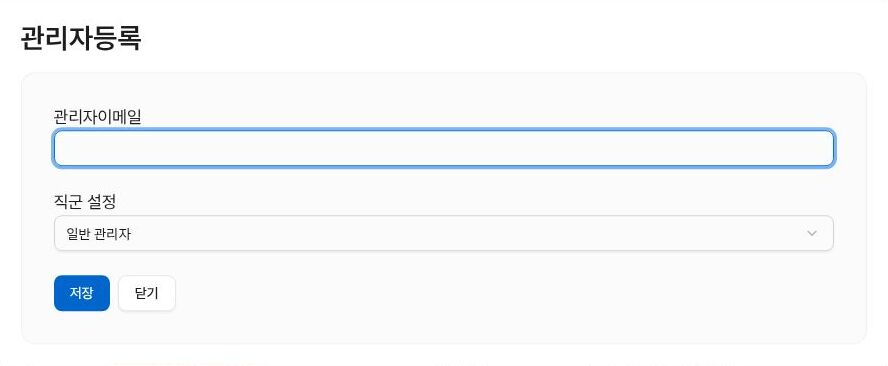 관리자등록
관리자이메일
직군 설정
일반 관리자
저장 닫기